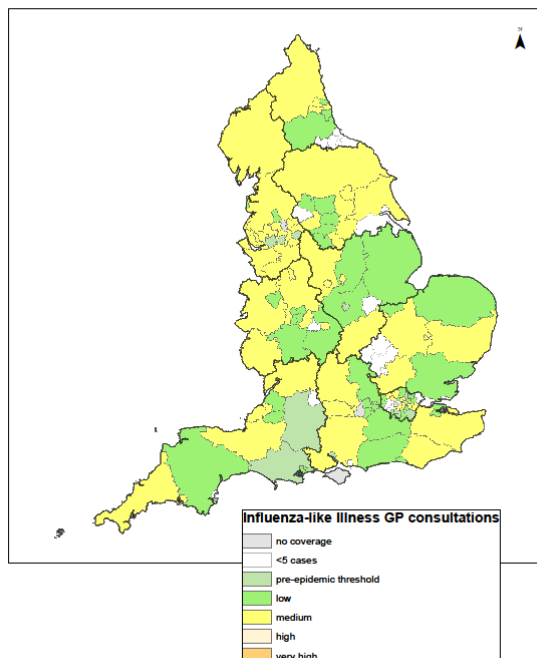 N
Influenza-like Illness GP consultations
no coverage
<5 cases
pre-epidemic threshold
low
medium
high
very high